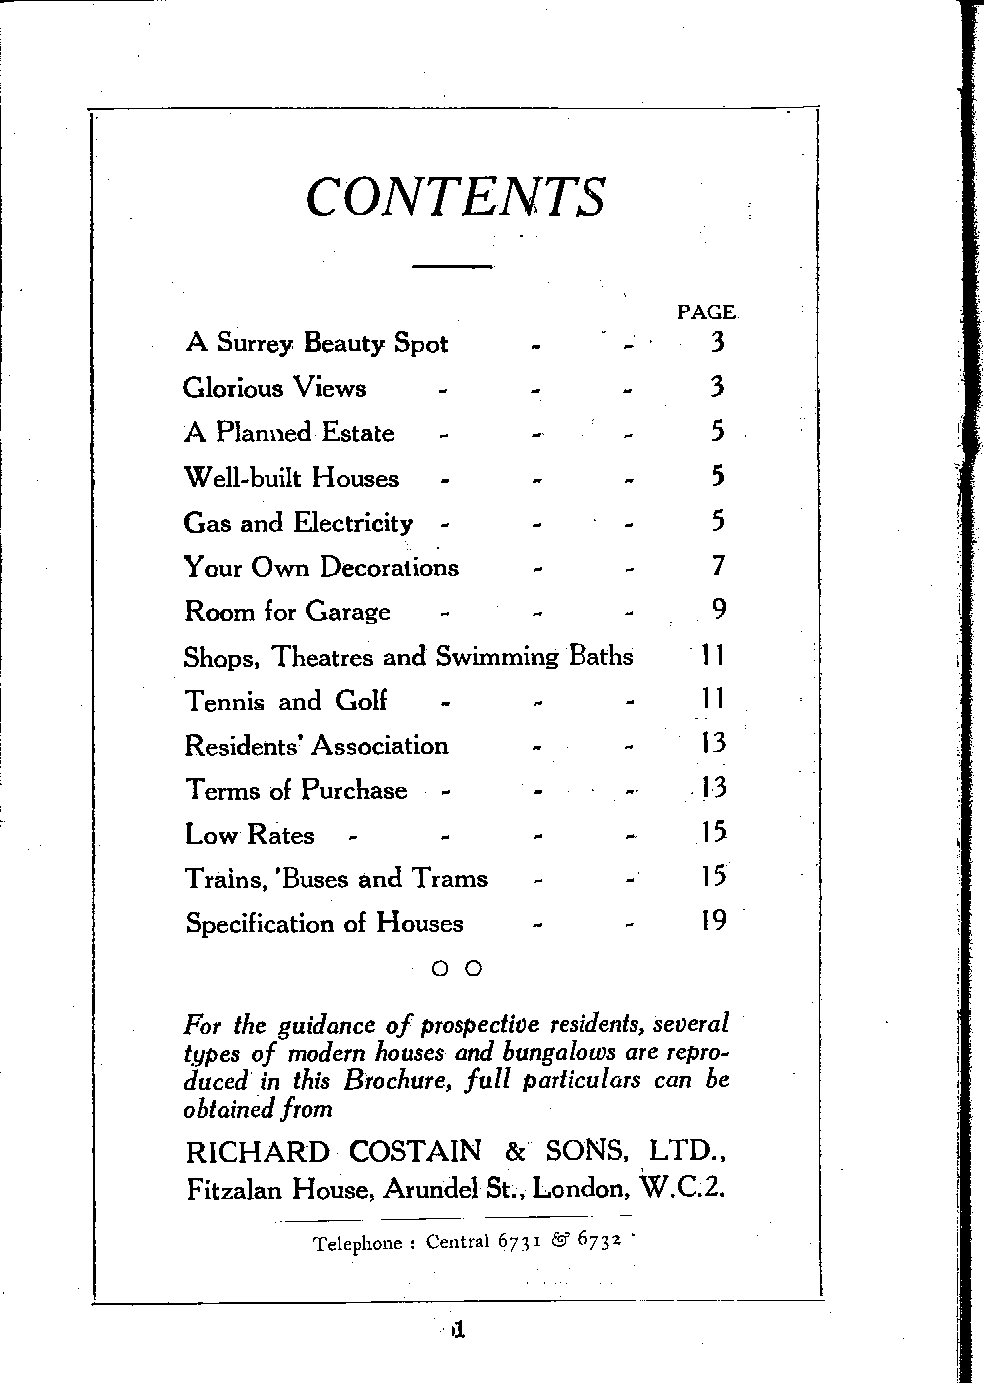 CONTENTS
PAGE
A Surrey Beauty Spot - - 3
Glorious Views - - - 3
A Planned Estate - - - 5
Well-built Houses - - - 5
Gas and Electricity - - - 5
Your Own Decorations - - 7
Room for Garage - - - 9
Shops, Theatres and Swimming Baths 11
Tennis and Golf - - - 11
Residents' Association - - 13
Terms of Purchase - - - 13
Low Rates - - - - 15
Trains, 'Buses and Trams - - 15
Specification of Houses - - 19
For the guidance of prospective residents, several
types of modern houses and bungalows are repro-
duced in this Brochure, full particulars can be
obtained from
RICHARD COSTAIN & SONS, LTD.,
Fitzalan House, Arundel St., London, W.C.2.
Telephone : Central 6731 & 6732
1